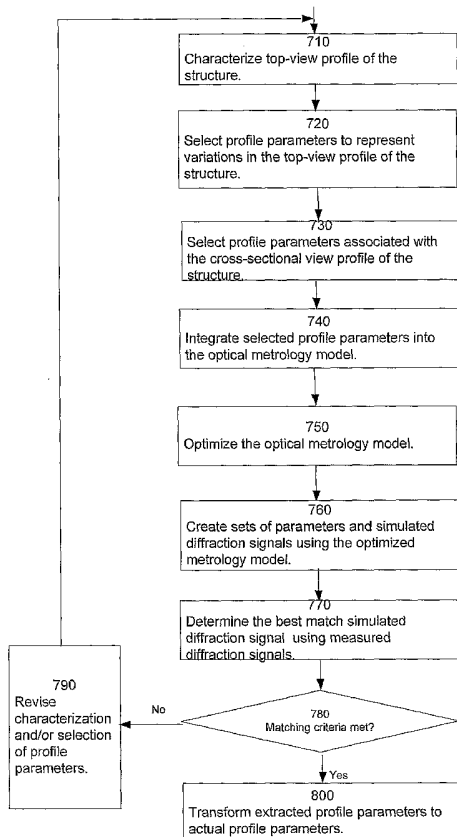 710
Characterize top-view profile of the
structure.
720
Select profile parameters to represent
variations in the top-view profile of the
structure.
730
Select profile parameters associated with
the cross-sectional view profile of the
structure.
740
Integrate selected profile parameters into
the optical metrology model.
750
Optimize the optical metrology model.
760
Create sets of parameters and simulated
diffraction signals using the optimized
metrology model.
770
Determine the best match simulated
diffraction signal using measured
diffraction signals.
780
Matching criteria met?
No
790
Revise
characterization
and/or selection
of profile
parameters.
Yes
800
Transform extracted profile parameters to
actual profile parameters.